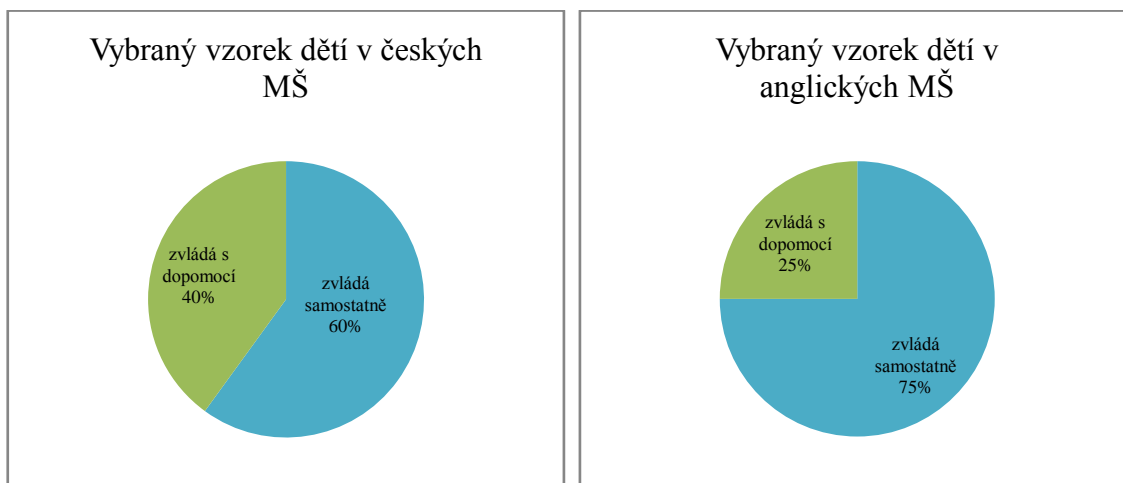 Vybraný vzorek dětí v českých
MŠ
zvládá s
dopomocí
40%
zvládá
samostatně
60%
Vybraný vzorek dětí v
anglických MŠ
zvládá s
dopomocí
25%
zvládá
samostatně
75%